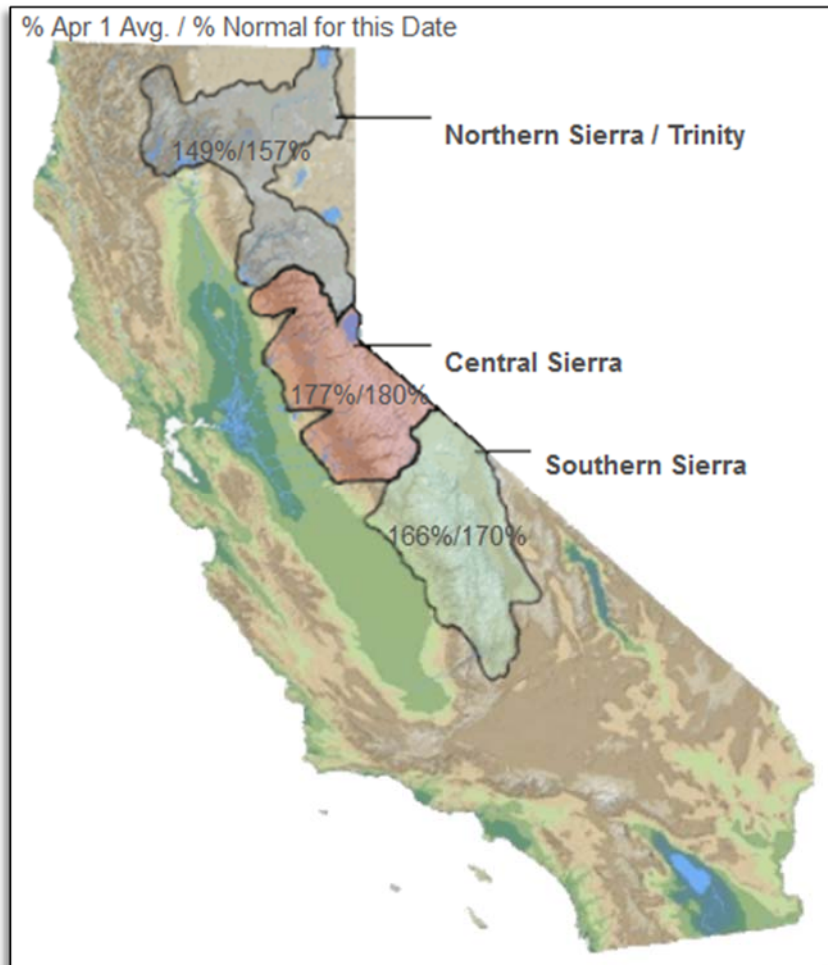 % Apr 1 Avg. / % Normal for this Date
Northern Sierra / Trinity
149%/157%
Central Sierra
177%/180%
Southern Sierra
166%/170%